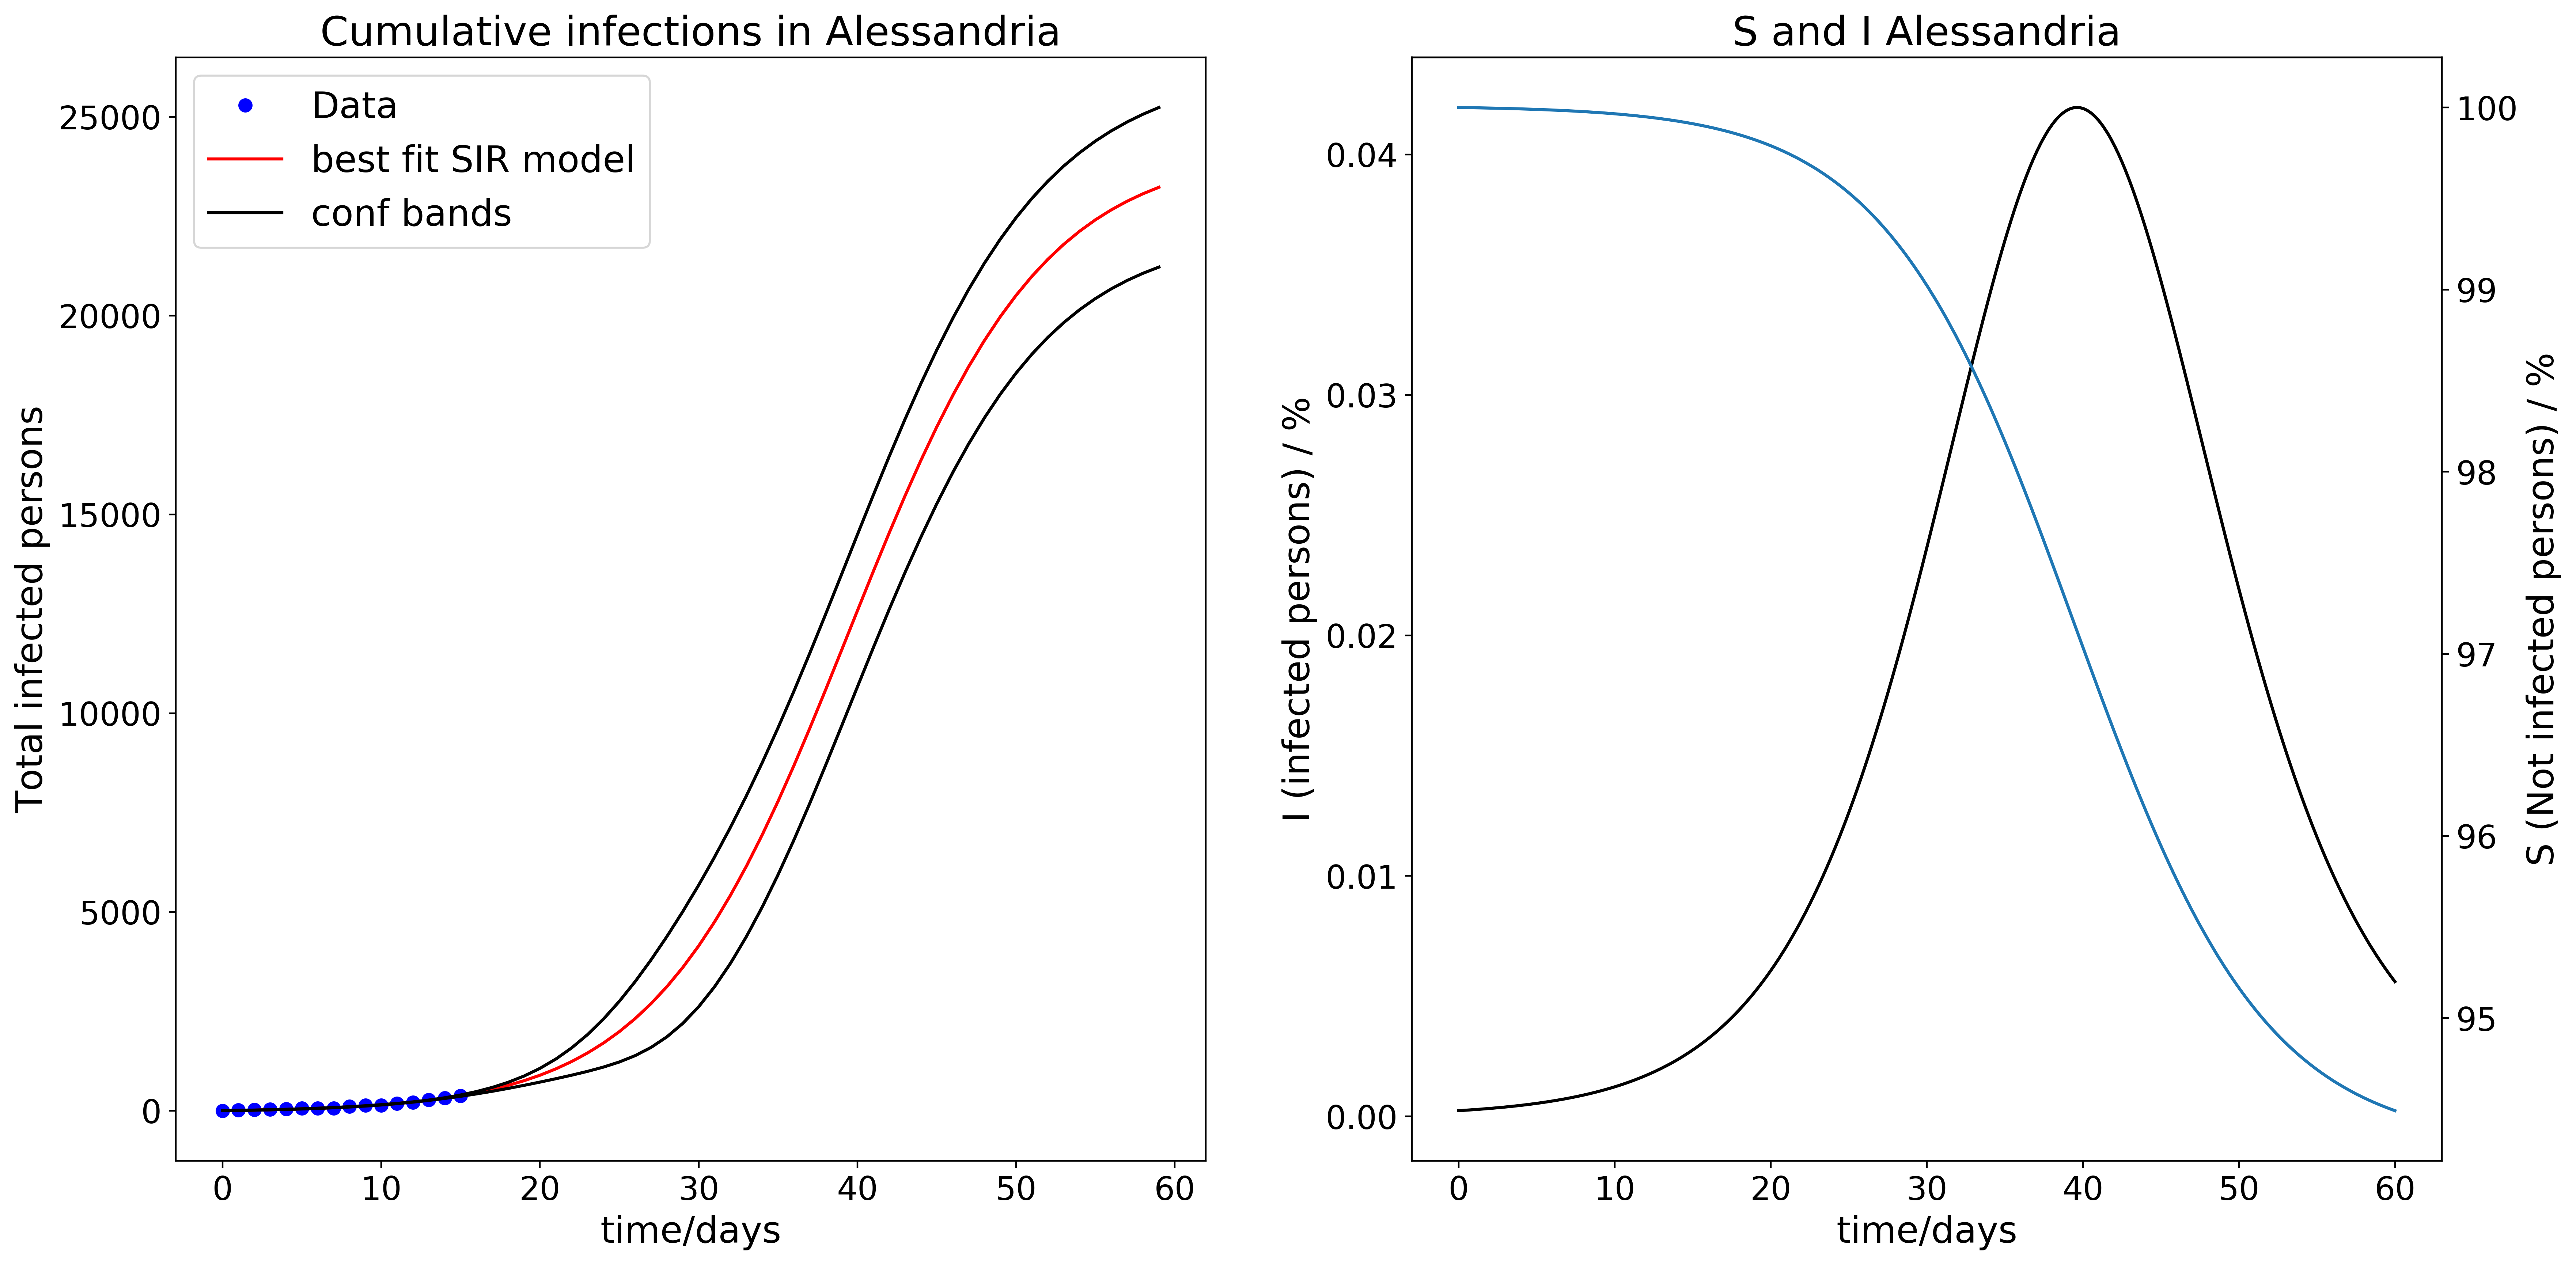 Cumulative infections in Alessandria
Data
best fit SIR model
conf bands
25000
20000
15000
10000
5000
0
Total infected persons
0 10 20 30 40 50 60
time/days
S and I Alessandria
0.04
0.03
0.02
0.01
0.00
I (infected persons) / %
100
99
98
97
96
95
S (Not infected persons) / %
0 10 20 30 40 50 60
time/days